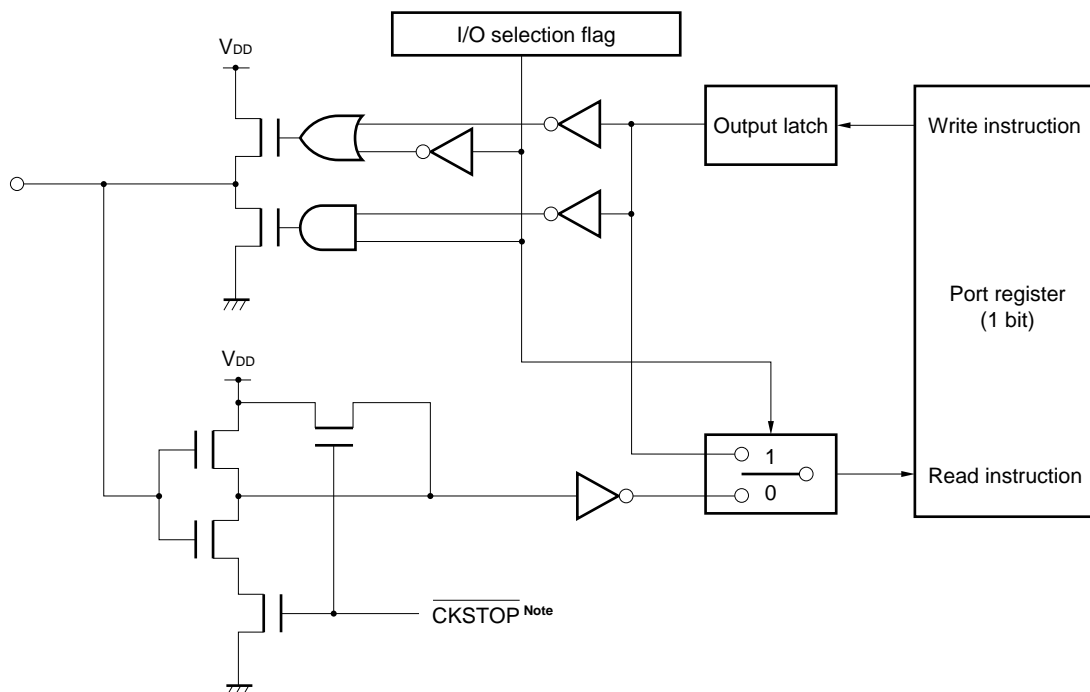 I/O selection flag
VDD
Output latch
Write instruction
Port register
(1 bit)
VDD
1
0
Read instruction
CKSTOP Note